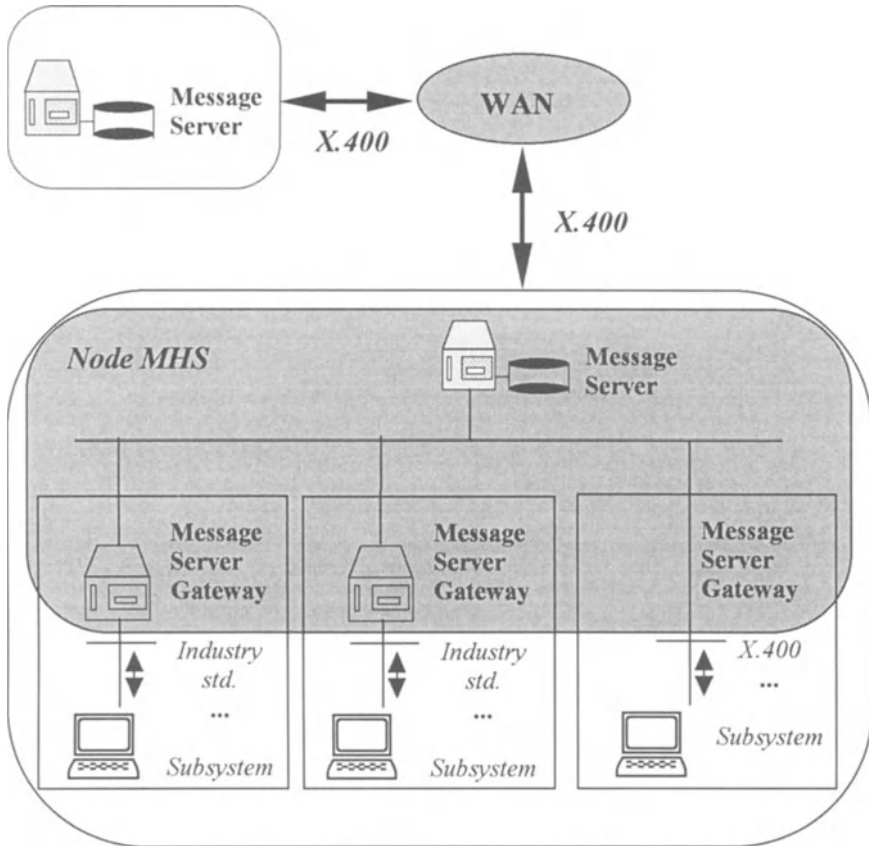 Message
Server
WAN
X.400
X.400
Node MHS
Message
Server
Message
Server
Gateway
Message
Server
Gateway
Message
Server
Gateway
Industry
std.
...
Industry
std.
...
X.400
...
Subsystem
Subsystem
Subsystem